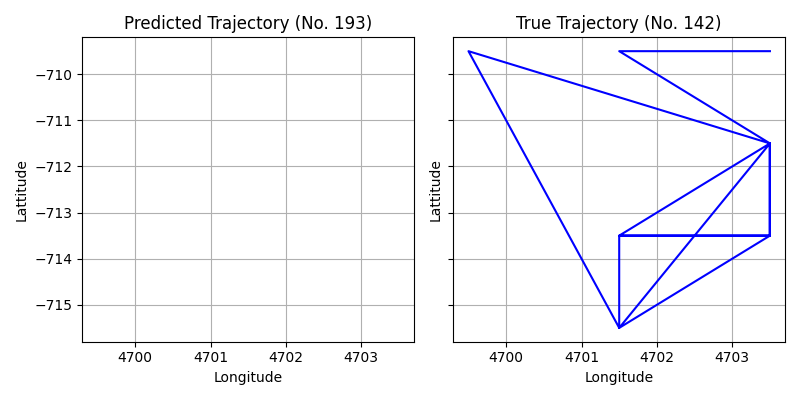 Predicted Trajectory (No. 193)
True Trajectory (No. 142)
Lattitude
−710
−711
−712
−713
−714
−715
4700
4701
4702
4703
Longitude
Lattitude
4700
4701
4702
4703
Longitude